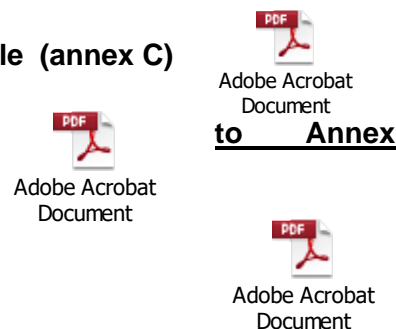 PDF
le (annex C)
Adobe Acrobat
Document
to Annex
PDF
Adobe Acrobat
Document
PDF
Adobe Acrobat
Document